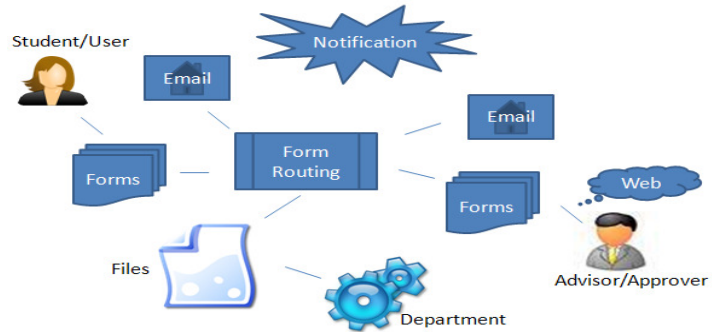 Student/User
Notification
Email
Email
Form
Routing
Forms
Web
Forms
Files
Advisor/Approver
Department